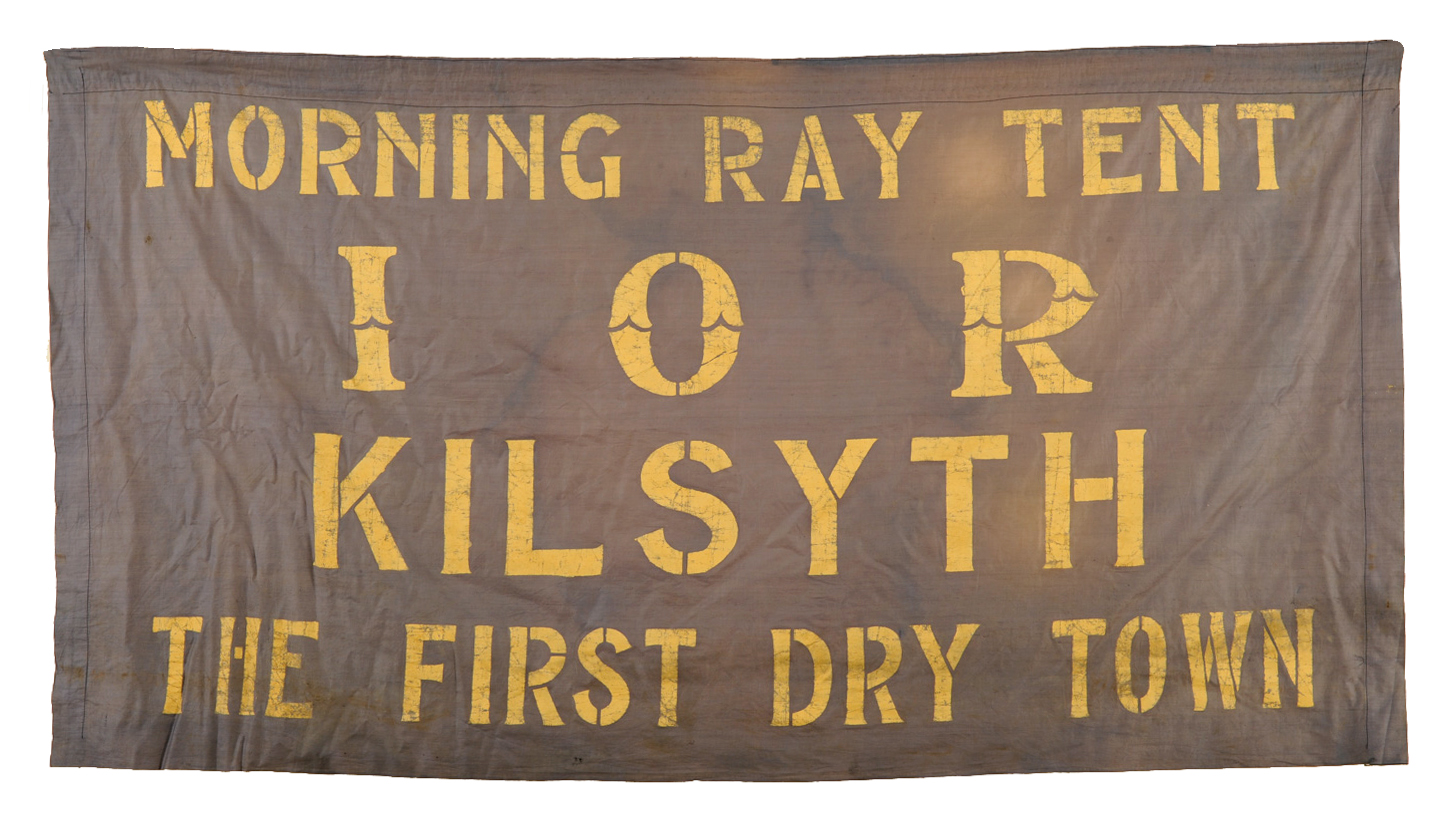 MORNING RAY TENT
I O R
KILSYTH
THE FIRST DRY TOWN